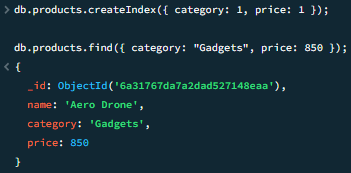 > db.products.createIndex({ category: 1, price: 1 });
db.products.find({ category: "Gadgets", price: 850 });
< {
_id: ObjectId('6a31767da7a2dad527148eaa'),
name: 'Aero Drone',
category: 'Gadgets',
price: 850
}